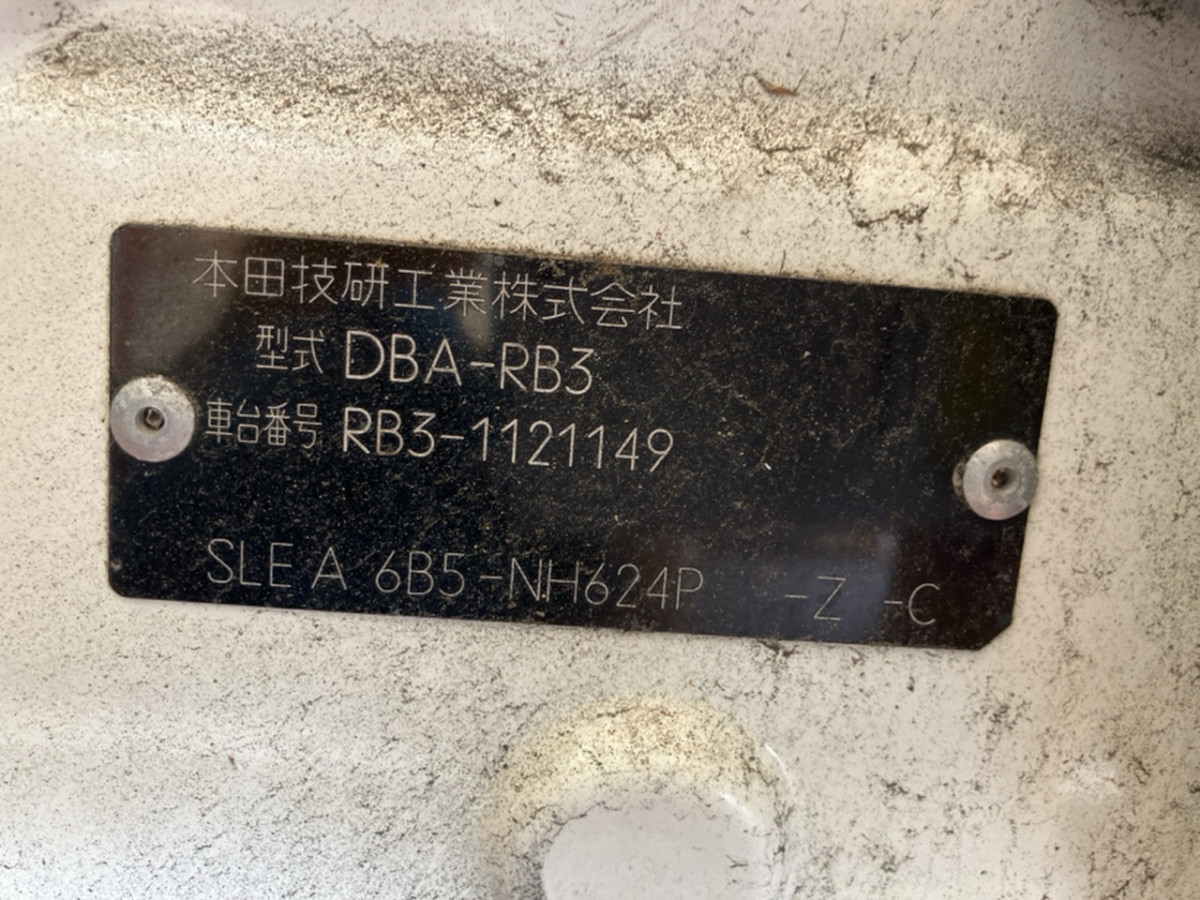 本田技研工業株式会社
型式 DBA-RB3
車台番号 RB3-1121149
SLE A 6B5-NH624P -Z -C